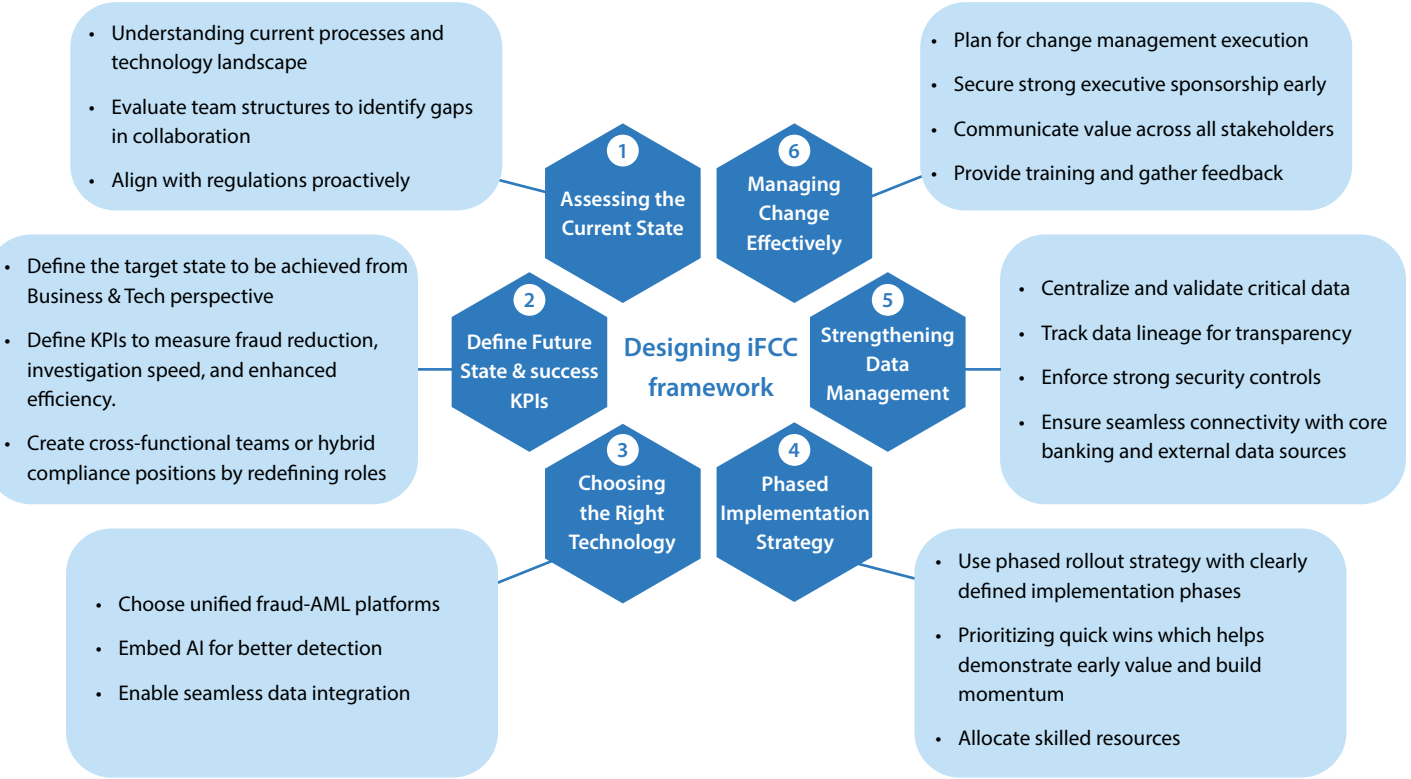 • Understanding current processes and
technology landscape
• Evaluate team structures to identify gaps
in collaboration
• Align with regulations proactively
1
Assessing the
Current State
• Define the target state to be achieved from
Business & Tech perspective
• Define KPIs to measure fraud reduction,
investigation speed, and enhanced
efficiency.
• Create cross-functional teams or hybrid
compliance positions by redefining roles
2
Define Future
State & success
KPIs
• Choose unified fraud-AML platforms
• Embed AI for better detection
• Enable seamless data integration
3
Choosing
the Right
Technology
Designing iFCC
framework
4
Phased
Implementation
Strategy
• Use phased rollout strategy with clearly
defined implementation phases
• Prioritizing quick wins which helps
demonstrate early value and build
momentum
• Allocate skilled resources
5
Strengthening
Data
Management
• Centralize and validate critical data
• Track data lineage for transparency
• Enforce strong security controls
• Ensure seamless connectivity with core
banking and external data sources
6
Managing
Change
Effectively
• Plan for change management execution
• Secure strong executive sponsorship early
• Communicate value across all stakeholders
• Provide training and gather feedback